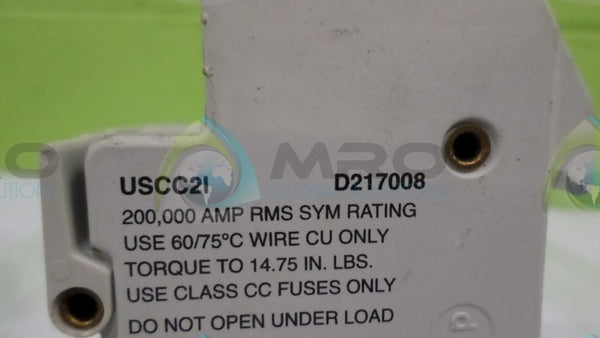 USCC2I D217008
200,000 AMP RMS SYM RATING
USE 60/75°C WIRE CU ONLY
TORQUE TO 14.75 IN. LBS.
USE CLASS CC FUSES ONLY
DO NOT OPEN UNDER LOAD
MRO